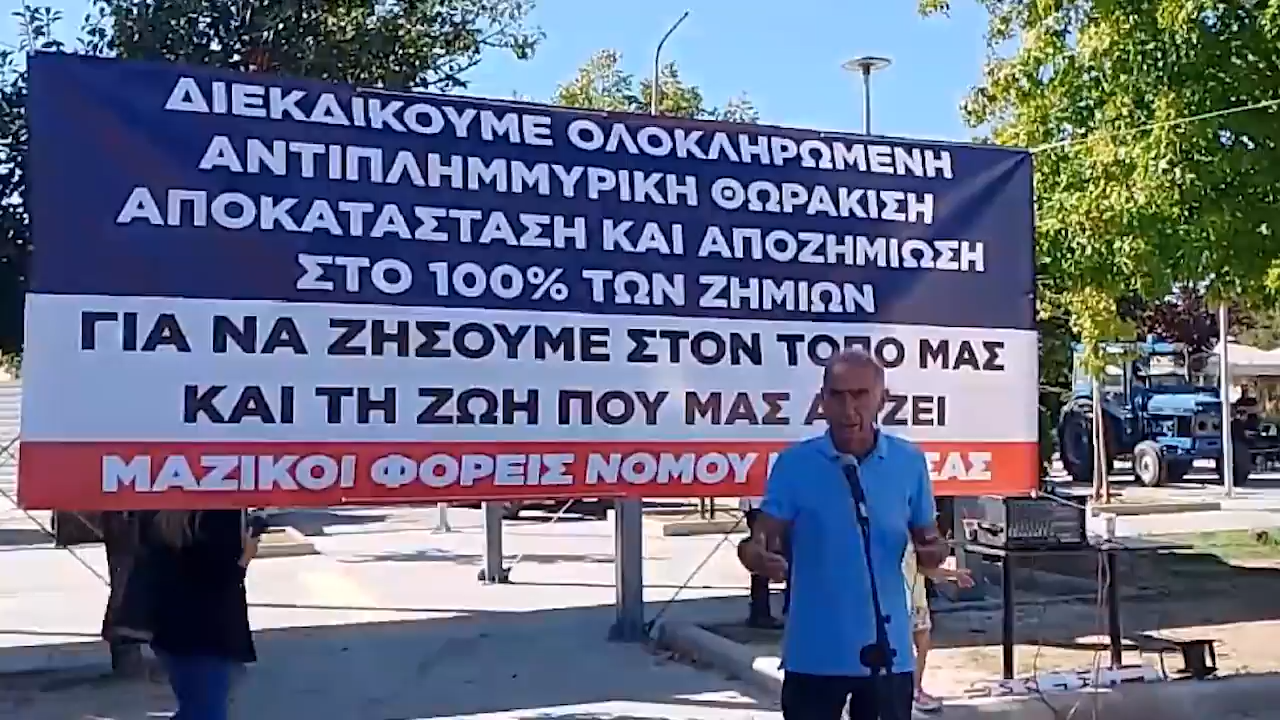 ΔΙΕΚΔΙΚΟΥΜΕ ΟΛΟΚΛΗΡΩΜΕΝΗ
ΑΝΤΙΠΛΗΜΜΥΡΙΚΗ ΘΩΡΑΚΙΣΗ
ΑΠΟΚΑΤΑΣΤΑΣΗ ΚΑΙ ΑΠΟΖΗΜΙΩΣΗ
ΣΤΟ 100% ΤΩΝ ΖΗΜΙΩΝ
ΓΙΑ ΝΑ ΖΗΣΟΥΜΕ ΣΤΟΝ ΤΟΠΟ ΜΑΣ
ΚΑΙ ΤΗ ΖΩΗ ΠΟΥ ΜΑΣ
ΜΑΖΙΚΟΙ ΦΟΡΕΙΣ ΝΟΜΟΥ